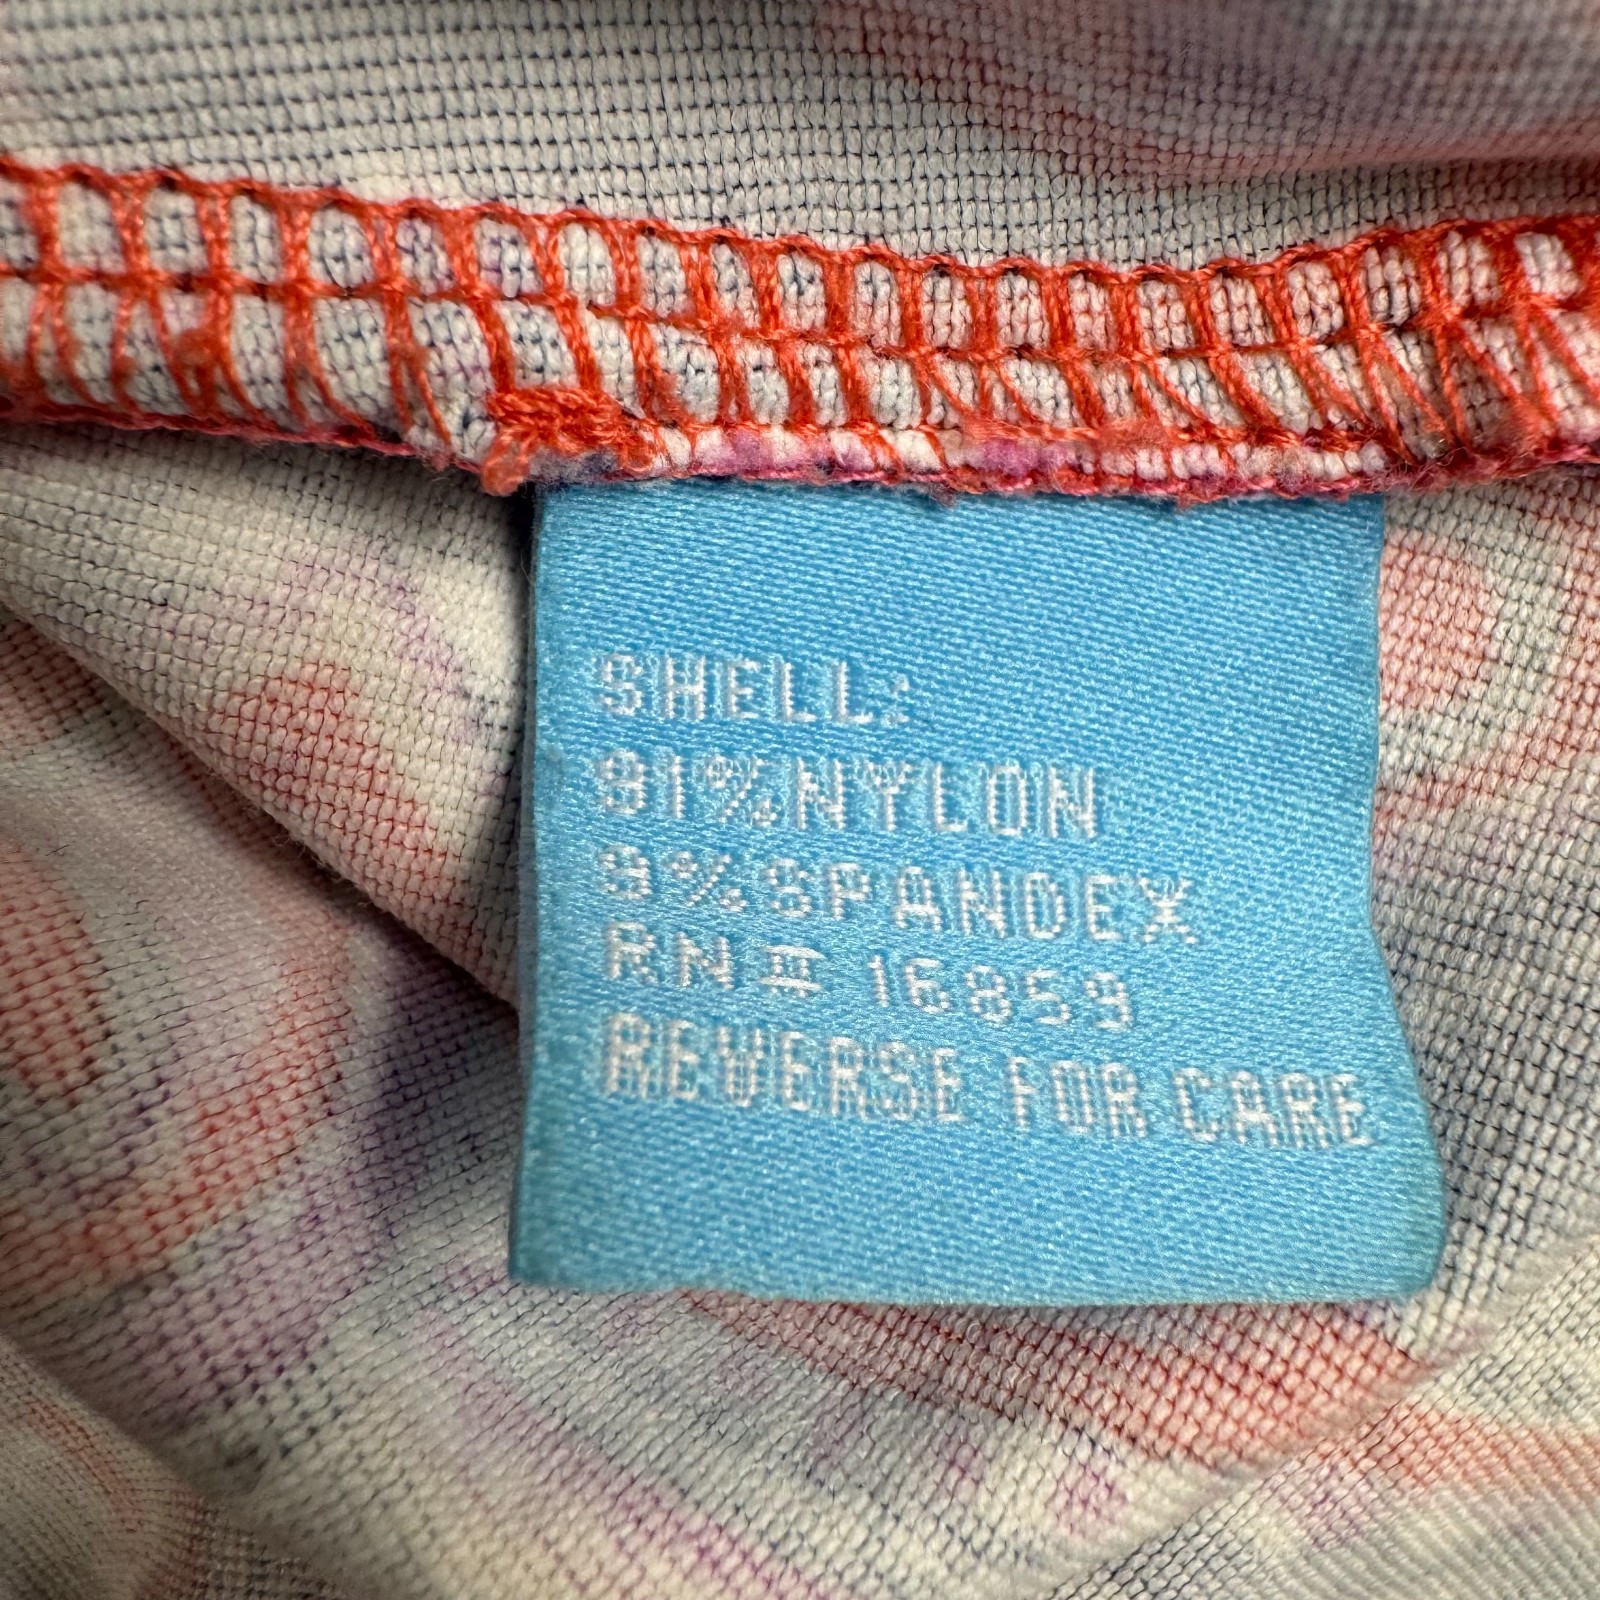 SHELL:
91%NYLON
9%SPANDEX
RN# 16859
REVERSE FOR CARE